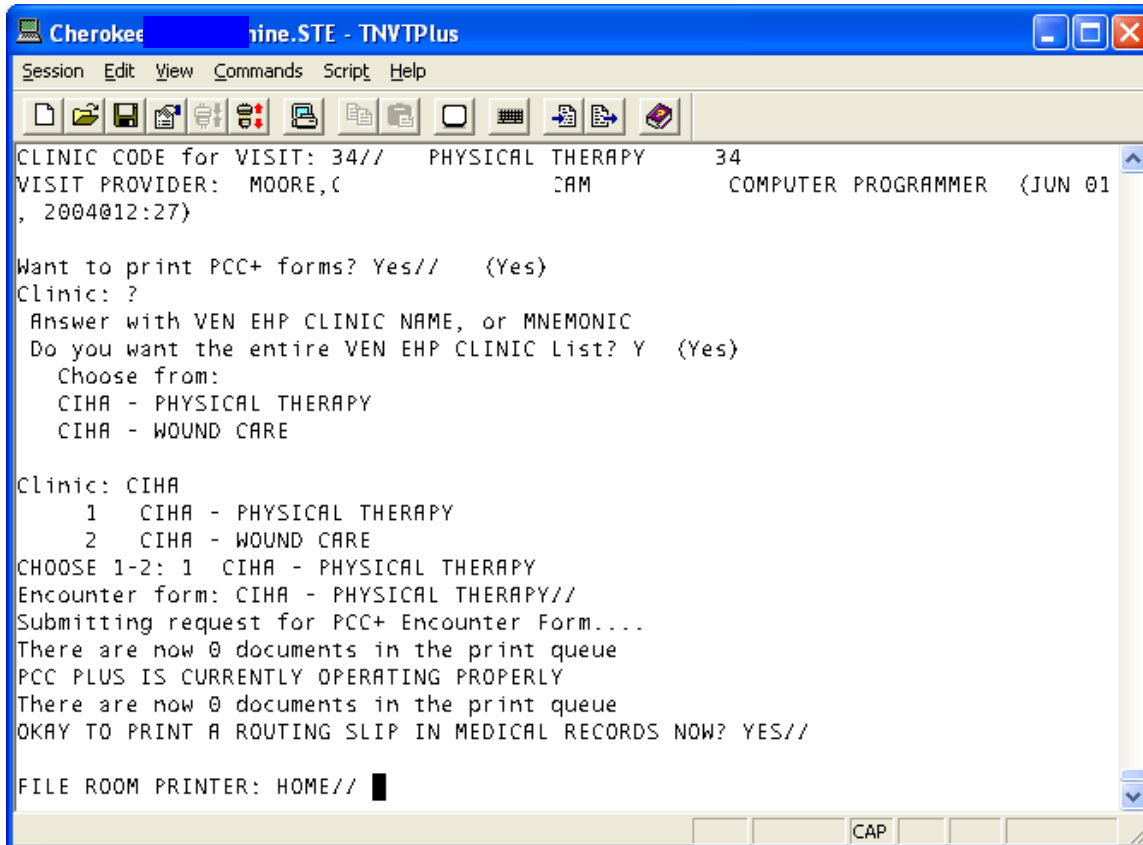 Cherokee hine.STE - TNVTPlus
Session Edit View Commands Script Help
CLINIC CODE for VISIT: 34// PHYSICAL THERAPY 34
VISIT PROVIDER: MOORE, CAM COMPUTER PROGRAMMER (JUN 01
, 2004@12:27)
Want to print PCC+ forms? Yes// (Yes)
Clinic: ?
Answer with VEN EHP CLINIC NAME, or MNEMONIC
Do you want the entire VEN EHP CLINIC List? Y (Yes)
Choose from:
CIHA - PHYSICAL THERAPY
CIHA - WOUND CARE
Clinic: CIHA
1 CIHA - PHYSICAL THERAPY
2 CIHA - WOUND CARE
CHOOSE 1-2: 1 CIHA - PHYSICAL THERAPY
Encounter form: CIHA - PHYSICAL THERAPY//
Submitting request for PCC+ Encounter Form....
There are now 0 documents in the print queue
PCC PLUS IS CURRENTLY OPERATING PROPERLY
There are now 0 documents in the print queue
OKAY TO PRINT A ROUTING SLIP IN MEDICAL RECORDS NOW? YES//
FILE ROOM PRINTER: HOME//
CAP